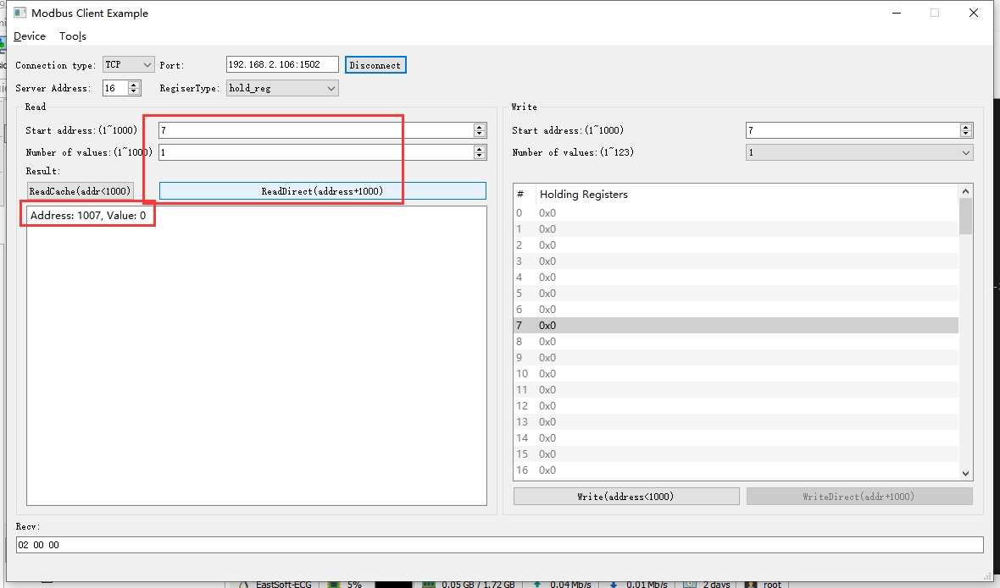 Modbus Client Example
Device Tools
Connection type: TCP Port: 192.168.2.106:1502 Disconnect
Server Address: 16 RegiserType: hold_reg
Read
Start address:(1~1000) 7
Number of values:(1~1000) 1
Result:
ReadCache(addr<1000) ReadDirect(address+1000)
Address: 1007, Value: 0
Write
Start address:(1~1000) 7
Number of values:(1~123) 1
# Holding Registers
0 0x0
1 0x0
2 0x0
3 0x0
4 0x0
5 0x0
6 0x0
7 0x0
8 0x0
9 0x0
10 0x0
11 0x0
12 0x0
13 0x0
14 0x0
15 0x0
16 0x0
Write(address<1000) WriteDirect(addr+1000)
Recv:
02 00 00
EastSoft-ECG 5% 0.05 GB / 1.72 GB 0.04 Mb/s 0.01 Mb/s 2 days root